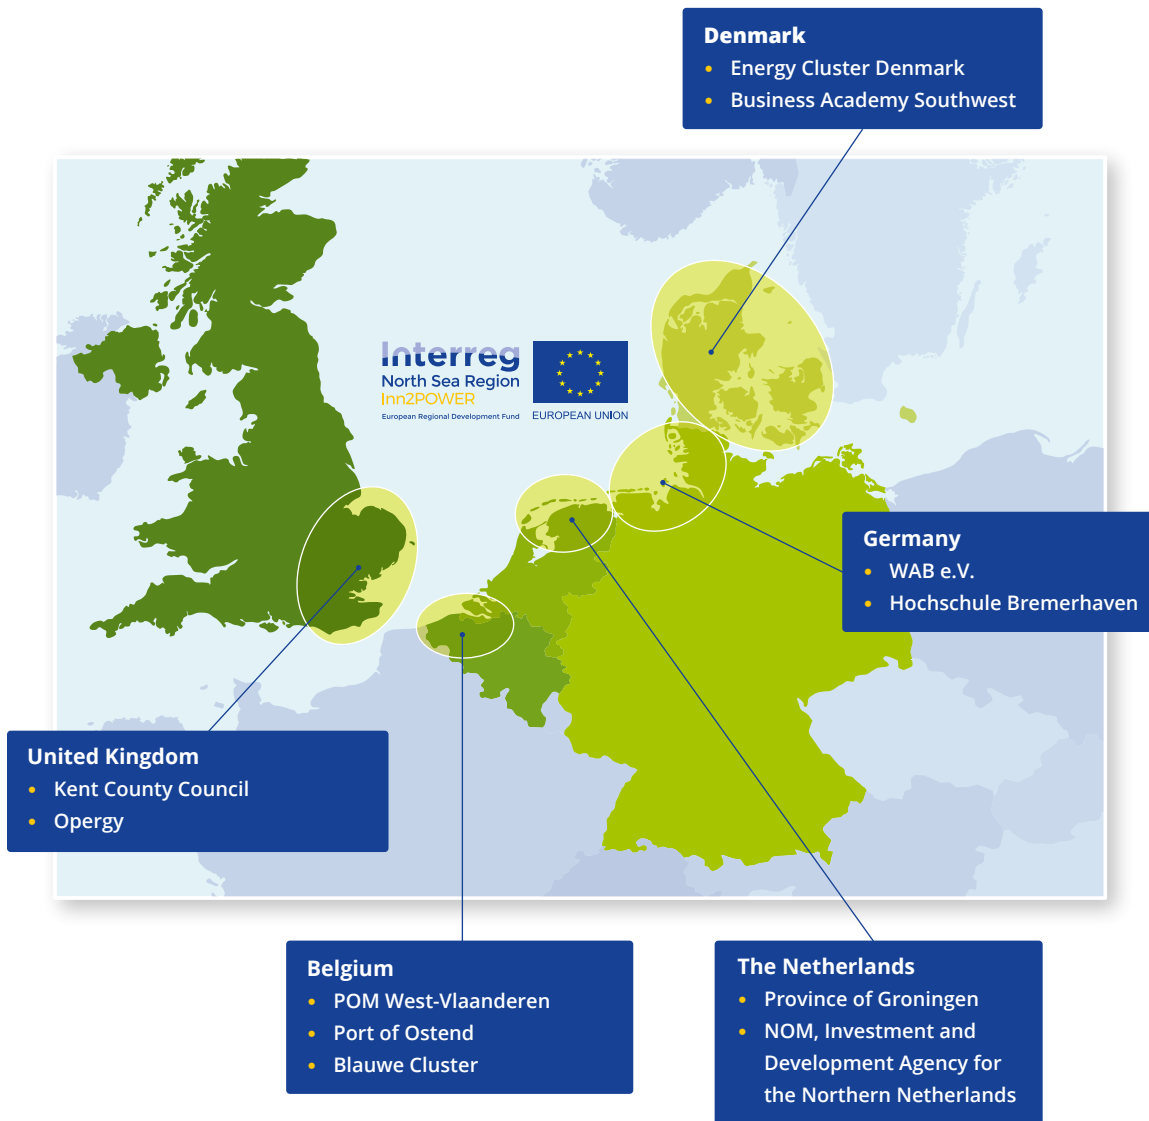 Denmark
• Energy Cluster Denmark
• Business Academy Southwest
Interreg
North Sea Region
Inn2POWER
European Regional Development Fund
EUROPEAN UNION
Germany
• WAB e.V.
• Hochschule Bremerhaven
United Kingdom
• Kent County Council
• Opergy
Belgium
• POM West-Vlaanderen
• Port of Ostend
• Blauwe Cluster
The Netherlands
• Province of Groningen
• NOM, Investment and
Development Agency for
the Northern Netherlands